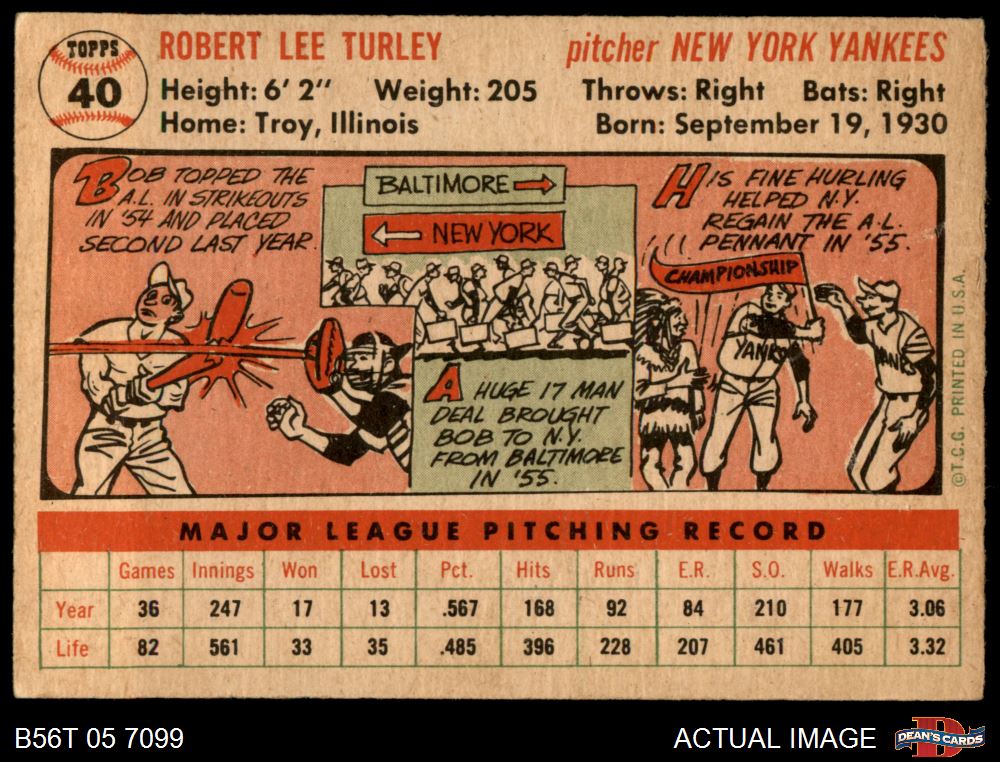 TOPPS
40
ROBERT LEE TURLEY
pitcher NEW YORK YANKEES
Height: 6' 2" Weight: 205 Throws: Right Bats: Right
Home: Troy, Illinois Born: September 19, 1930
BOB TOPPED THE
A.L. IN STRIKEOUTS
IN '54 AND PLACED
SECOND LAST YEAR.
BALTIMORE
NEW YORK
A HUGE 17 MAN
DEAL BROUGHT
BOB TO N.Y.
FROM BALTIMORE
IN '55.
HIS FINE HURLING
HELPED N.Y.
REGAIN THE A.L.
PENNANT IN '55.
CHAMPIONSHIP
YANKS
YANKS
©T.C.G. PRINTED IN U.S.A.
MAJOR LEAGUE PITCHING RECORD
Games Innings Won Lost Pct. Hits Runs E.R. S.O. Walks E.R.Avg.
Year 36 247 17 13 .567 168 92 84 210 177 3.06
Life 82 561 33 35 .485 396 228 207 461 405 3.32
B56T 05 7099
ACTUAL IMAGE
DEAN'S CARDS